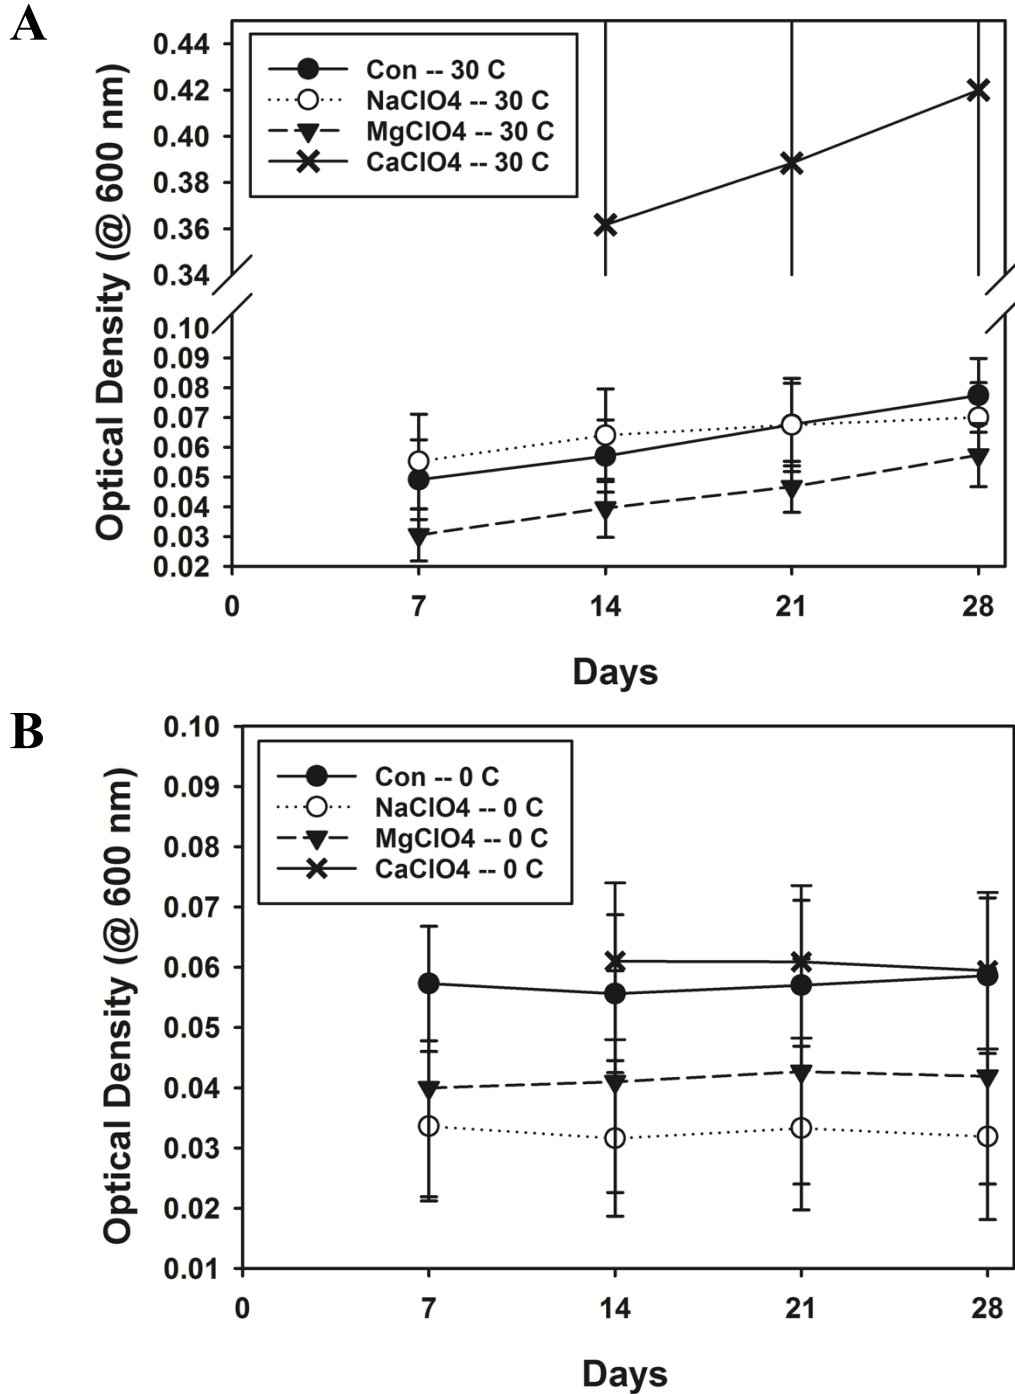 A
Optical Density (@ 600 nm)
0.44
0.42
0.40
0.38
0.36
0.34
0.10
0.09
0.08
0.07
0.06
0.05
0.04
0.03
0.02
Con -- 30 C
NaClO4 -- 30 C
MgClO4 -- 30 C
CaClO4 -- 30 C
0 7 14 21 28
Days
B
Optical Density (@ 600 nm)
0.10
0.09
0.08
0.07
0.06
0.05
0.04
0.03
0.02
0.01
Con -- 0 C
NaClO4 -- 0 C
MgClO4 -- 0 C
CaClO4 -- 0 C
0 7 14 21 28
Days